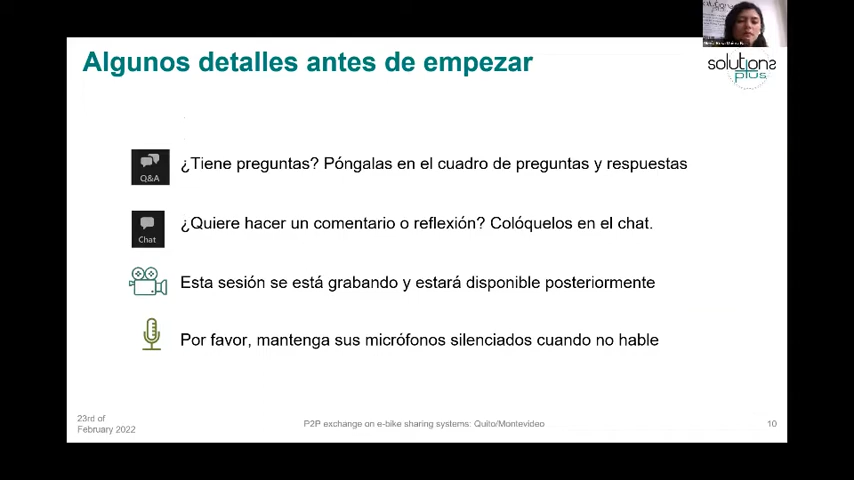 Algunos detalles antes de empezar
solutions
plus
Q&A
¿Tiene preguntas? Póngalas en el cuadro de preguntas y respuestas
Chat
¿Quiere hacer un comentario o reflexión? Colóquelos en el chat.
Esta sesión se está grabando y estará disponible posteriormente
Por favor, mantenga sus micrófonos silenciados cuando no hable
23rd of
February 2022
P2P exchange on e-bike sharing systems: Quito/Montevideo
10